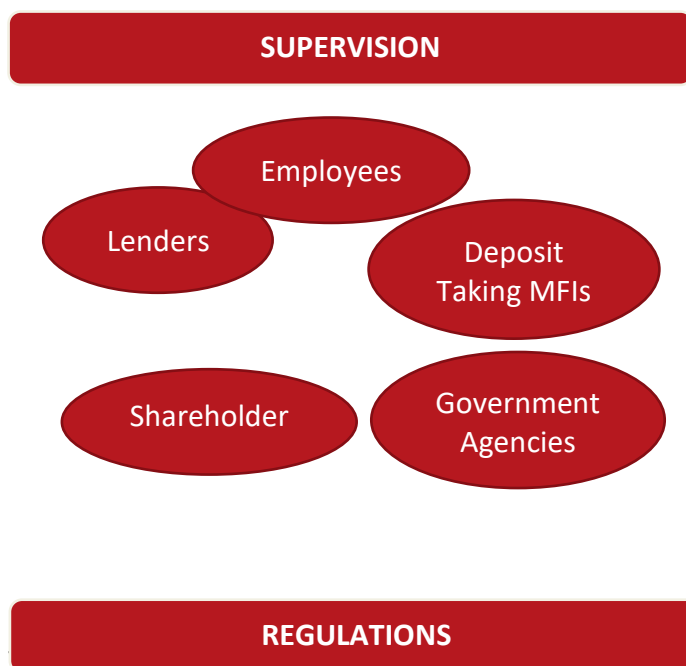 SUPERVISION
Employees
Lenders
Deposit
Taking MFIs
Shareholder
Government
Agencies
REGULATIONS